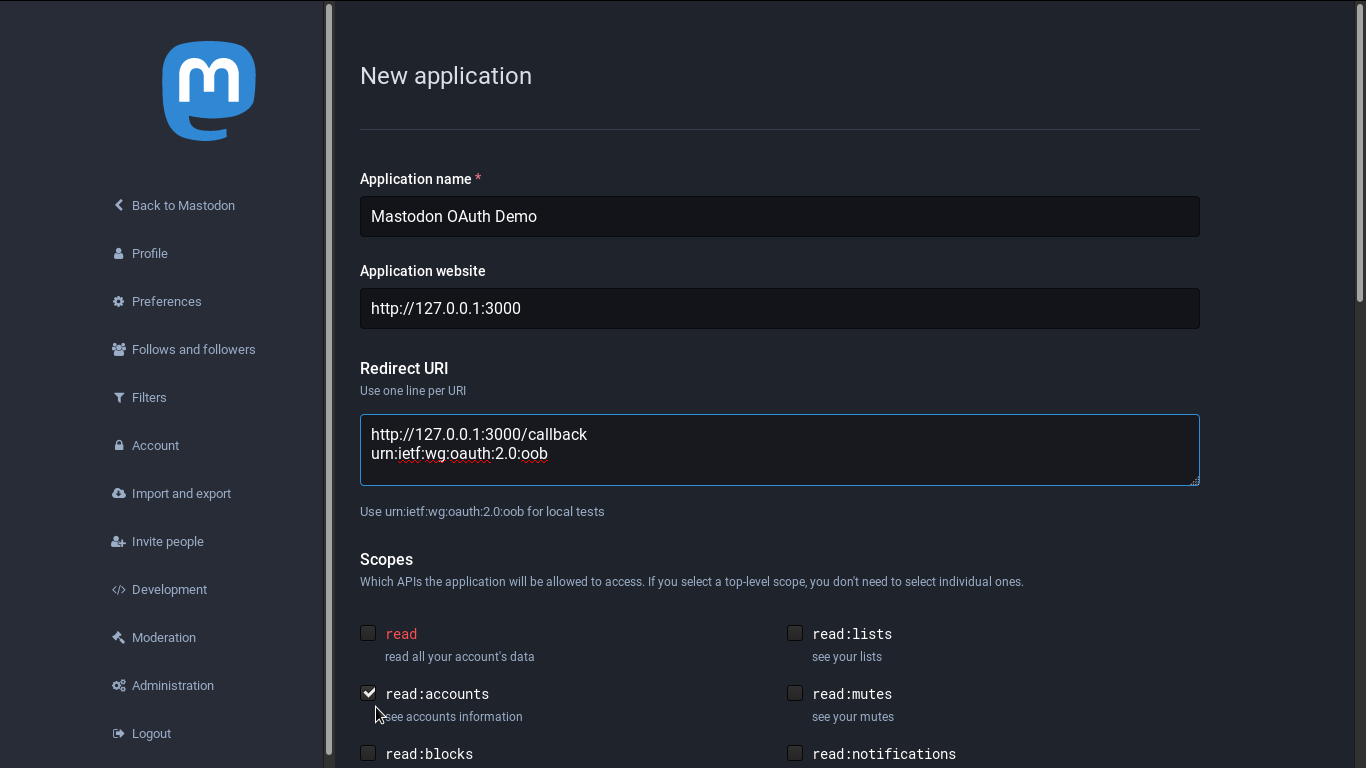 Back to Mastodon
Profile
Preferences
Follows and followers
Filters
Account
Import and export
Invite people
Development
Moderation
Administration
Logout
New application
Application name *
Mastodon OAuth Demo
Application website
http://127.0.0.1:3000
Redirect URI
Use one line per URI
http://127.0.0.1:3000/callback
urn:ietf:wg:oauth:2.0:oob
Use urn:ietf:wg:oauth:2.0:oob for local tests
Scopes
Which APIs the application will be allowed to access. If you select a top-level scope, you don't need to select individual ones.
read
read all your account's data
read:lists
see your lists
read:accounts
see accounts information
read:mutes
see your mutes
read:blocks
read:notifications